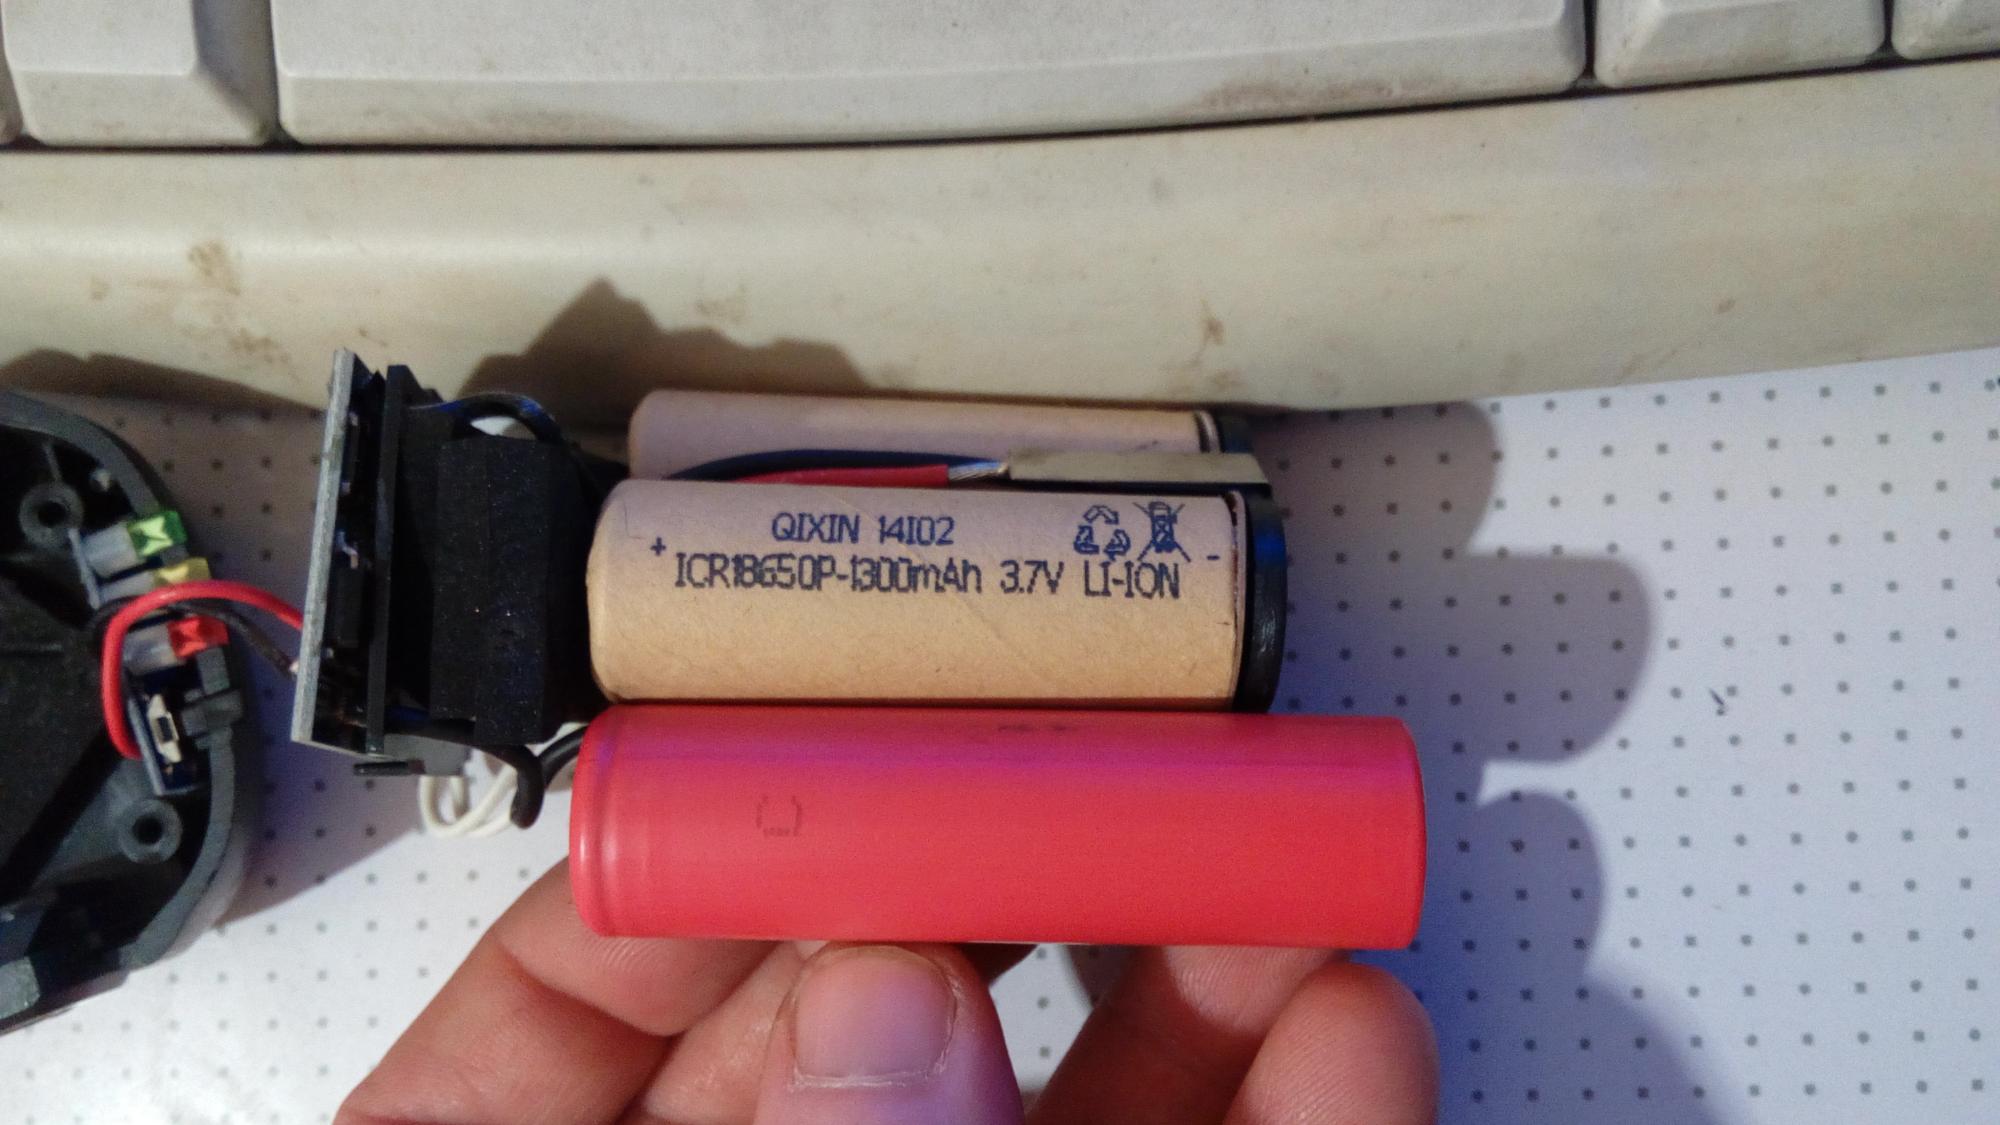 QIXIN 14102
+ -
ICR18650P-1300mAh 3.7V LI-ION